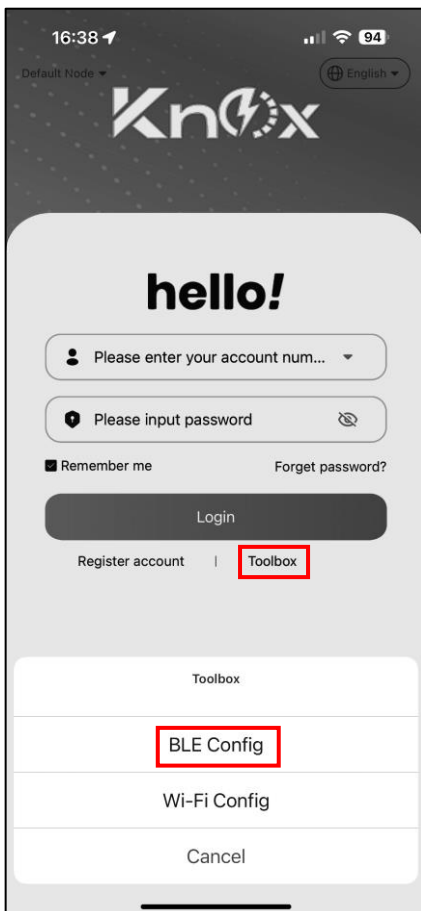 16:38
94
Default Node
English
Knox
hello!
Please enter your account num...
Please input password
Remember me
Forget password?
Login
Register account | Toolbox
Toolbox
BLE Config
Wi-Fi Config
Cancel